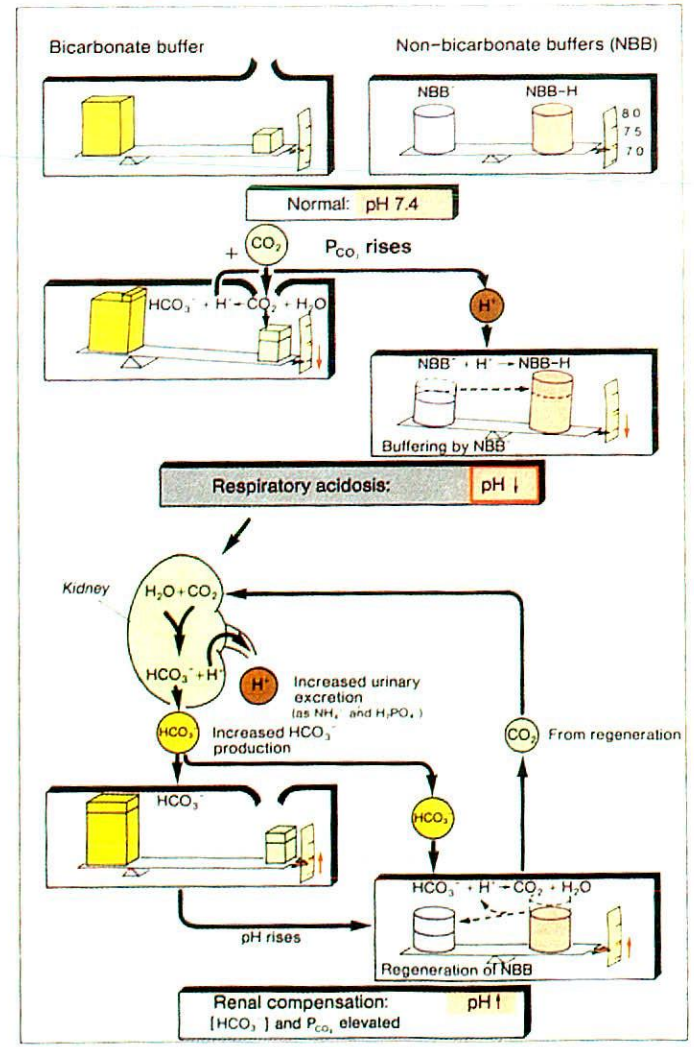 Bicarbonate buffer
Non-bicarbonate buffers (NBB)
NBB⁻
NBB-H
8.0
7.5
7.0
Normal: pH 7.4
+
CO₂
P_CO₂ rises
HCO₃⁻ + H⁺→CO₂ + H₂O
H⁺
NBB⁻ + H⁺→NBB-H
Buffering by NBB⁻
Respiratory acidosis: pH ↓
Kidney
H₂O+CO₂
HCO₃⁻+H⁺
H⁺
Increased urinary
excretion
(as NH₄⁺ and H₂PO₄⁻)
HCO₃⁻
Increased HCO₃⁻
production
CO₂
From regeneration
HCO₃⁻
HCO₃⁻
HCO₃⁻ + H⁺→CO₂ + H₂O
pH rises
Regeneration of NBB⁻
Renal compensation: pH↑
[HCO₃⁻] and P_CO₂ elevated